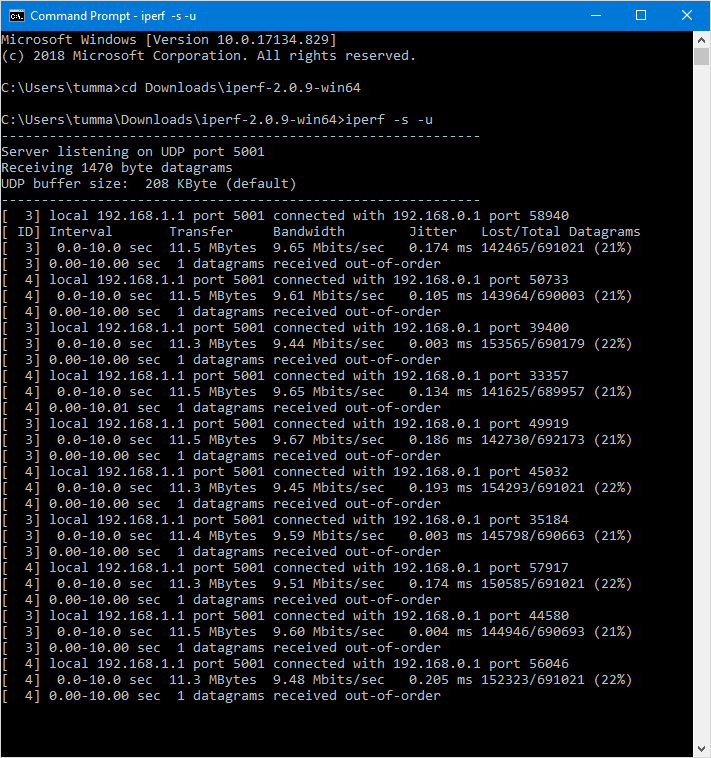 Command Prompt - iperf  -s -u
Microsoft Windows [Version 10.0.17134.829]
(c) 2018 Microsoft Corporation. All rights reserved.
C:\Users\tumma>cd Downloads\iperf-2.0.9-win64
C:\Users\tumma\Downloads\iperf-2.0.9-win64>iperf -s -u
------------------------------------------------------------
Server listening on UDP port 5001
Receiving 1470 byte datagrams
UDP buffer size:  208 KByte (default)
------------------------------------------------------------
[  3] local 192.168.1.1 port 5001 connected with 192.168.0.1 port 58940
[ ID] Interval       Transfer     Bandwidth        Jitter   Lost/Total Datagrams
[  3]  0.0-10.0 sec  11.5 MBytes  9.65 Mbits/sec   0.174 ms 142465/691021 (21%)
[  3] 0.00-10.00 sec  1 datagrams received out-of-order
[  4] local 192.168.1.1 port 5001 connected with 192.168.0.1 port 50733
[  4]  0.0-10.0 sec  11.5 MBytes  9.61 Mbits/sec   0.105 ms 143964/690003 (21%)
[  4] 0.00-10.00 sec  1 datagrams received out-of-order
[  3] local 192.168.1.1 port 5001 connected with 192.168.0.1 port 39400
[  3]  0.0-10.0 sec  11.3 MBytes  9.44 Mbits/sec   0.003 ms 153565/690179 (22%)
[  3] 0.00-10.00 sec  1 datagrams received out-of-order
[  4] local 192.168.1.1 port 5001 connected with 192.168.0.1 port 33357
[  4]  0.0-10.0 sec  11.5 MBytes  9.65 Mbits/sec   0.134 ms 141625/689957 (21%)
[  4] 0.00-10.01 sec  1 datagrams received out-of-order
[  3] local 192.168.1.1 port 5001 connected with 192.168.0.1 port 49919
[  3]  0.0-10.0 sec  11.5 MBytes  9.67 Mbits/sec   0.186 ms 142730/692173 (21%)
[  3] 0.00-10.00 sec  1 datagrams received out-of-order
[  4] local 192.168.1.1 port 5001 connected with 192.168.0.1 port 45032
[  4]  0.0-10.0 sec  11.3 MBytes  9.45 Mbits/sec   0.193 ms 154293/691021 (22%)
[  4] 0.00-10.00 sec  1 datagrams received out-of-order
[  3] local 192.168.1.1 port 5001 connected with 192.168.0.1 port 35184
[  3]  0.0-10.0 sec  11.4 MBytes  9.59 Mbits/sec   0.003 ms 145798/690663 (21%)
[  3] 0.00-10.00 sec  1 datagrams received out-of-order
[  4] local 192.168.1.1 port 5001 connected with 192.168.0.1 port 57917
[  4]  0.0-10.0 sec  11.3 MBytes  9.51 Mbits/sec   0.174 ms 150585/691021 (22%)
[  4] 0.00-10.00 sec  1 datagrams received out-of-order
[  3] local 192.168.1.1 port 5001 connected with 192.168.0.1 port 44580
[  3]  0.0-10.0 sec  11.5 MBytes  9.60 Mbits/sec   0.004 ms 144946/690693 (21%)
[  3] 0.00-10.00 sec  1 datagrams received out-of-order
[  4] local 192.168.1.1 port 5001 connected with 192.168.0.1 port 56046
[  4]  0.0-10.0 sec  11.3 MBytes  9.48 Mbits/sec   0.205 ms 152323/691021 (22%)
[  4] 0.00-10.00 sec  1 datagrams received out-of-order